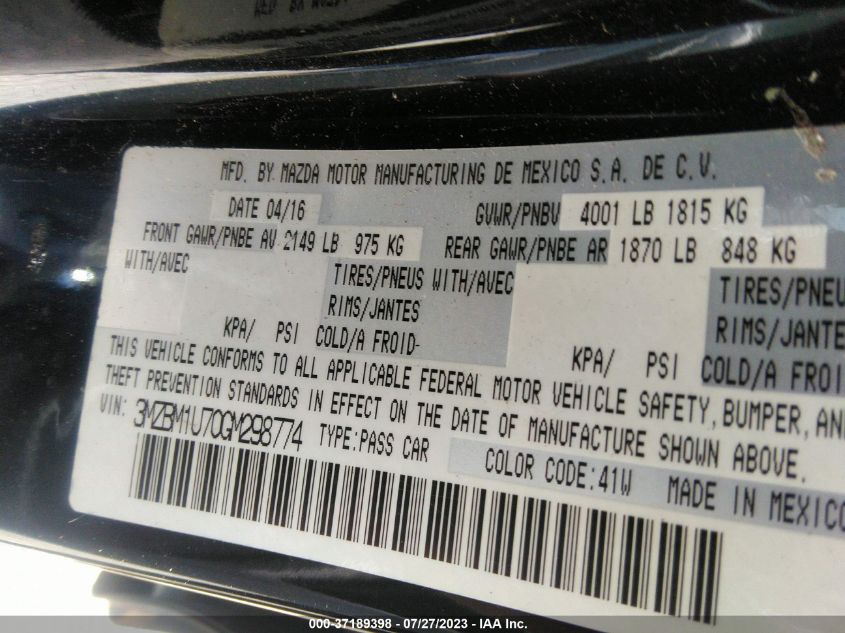 MFD. BY MAZDA MOTOR MANUFACTURING DE MEXICO S.A. DE C.V.
DATE 04/16 GVWR/PNBV 4001 LB 1815 KG
FRONT GAWR/PNBE AV 2149 LB 975 KG REAR GAWR/PNBE AR 1870 LB 848 KG
WITH/AVEC TIRES/PNEUS WITH/AVEC TIRES/PNEU
RIMS/JANTES RIMS/JANTE
KPA/ PSI COLD/A FROID KPA/ PSI COLD/A FROI
THIS VEHICLE CONFORMS TO ALL APPLICABLE FEDERAL MOTOR VEHICLE SAFETY, BUMPER, AN
THEFT PREVENTION STANDARDS IN EFFECT ON THE DATE OF MANUFACTURE SHOWN ABOVE.
VIN: 3MZBM1U70GM298774 TYPE:PASS CAR COLOR CODE:41W MADE IN MEXICO
000-37189398 - 07/27/2023 - IAA Inc.